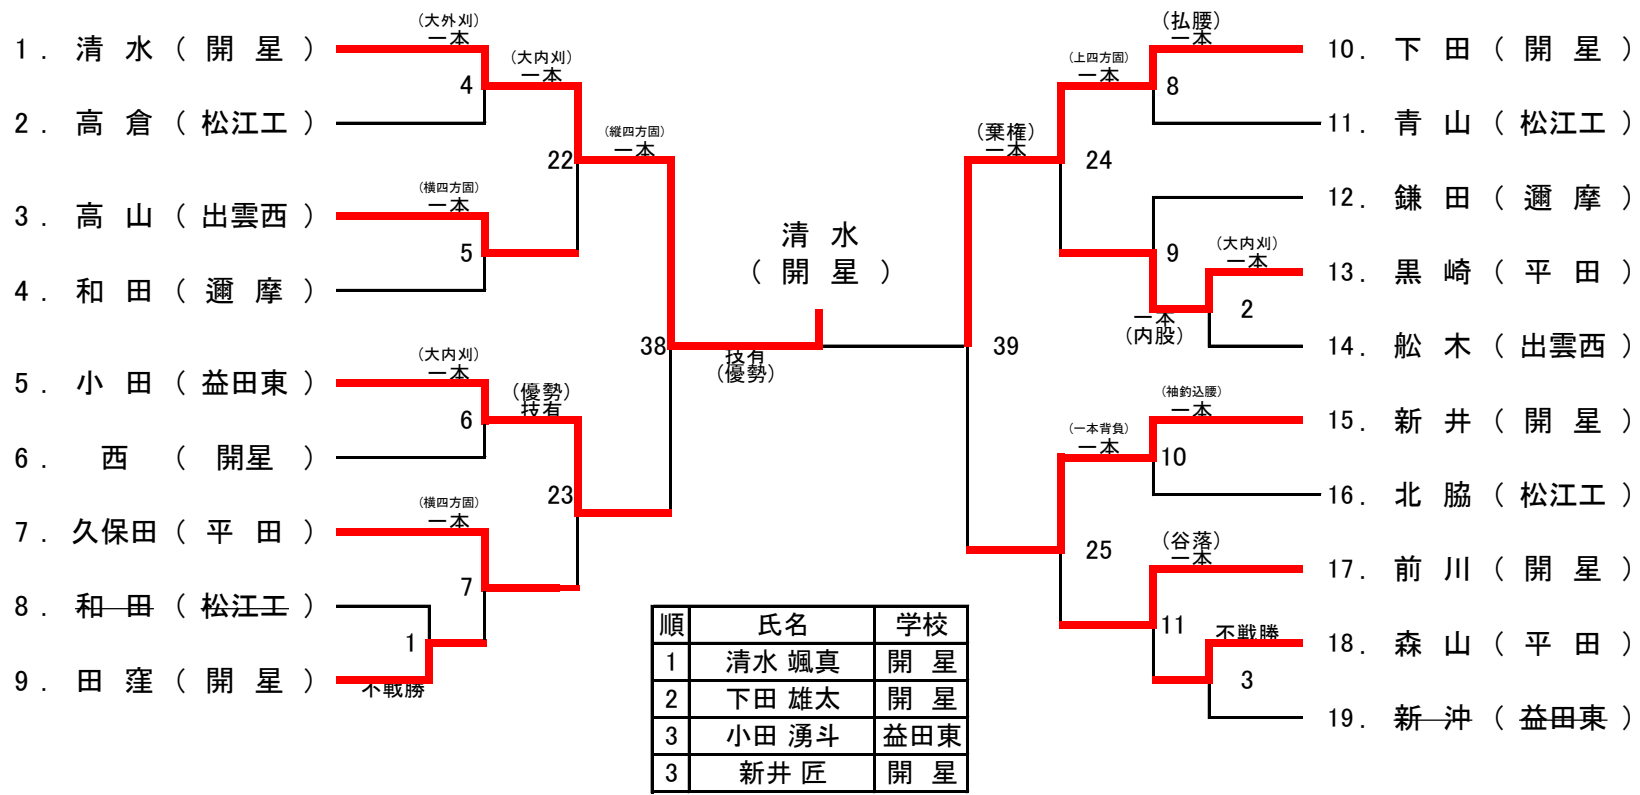 1. 清水（開星）
2. 高倉（松江工）
3. 高山（出雲西）
4. 和田（邇摩）
5. 小田（益田東）
6. 西（開星）
7. 久保田（平田）
8. 和田（松江工）
9. 田窪（開星）
(大外刈)
一本
4
(大内刈)
一本
22
(横四方固)
一本
5
(縦四方固)
一本
38
(大内刈)
一本
6
(優勢)
技有
23
(横四方固)
一本
7
1
不戦勝
清水
（開星）
技有
(優勢)
(払腰)
一本
8
(上四方固)
一本
24
(棄権)
一本
39
9
(大内刈)
一本
2
一本
(内股)
(袖釣込腰)
一本
10
(一本背負)
一本
25
(谷落)
一本
11
不戦勝
3
10. 下田（開星）
11. 青山（松江工）
12. 鎌田（邇摩）
13. 黒崎（平田）
14. 舩木（出雲西）
15. 新井（開星）
16. 北脇（松江工）
17. 前川（開星）
18. 森山（平田）
19. 新沖（益田東）
順 氏名 学校
1 清水 颯真 開星
2 下田 雄太 開星
3 小田 湧斗 益田東
3 新井 匠 開星